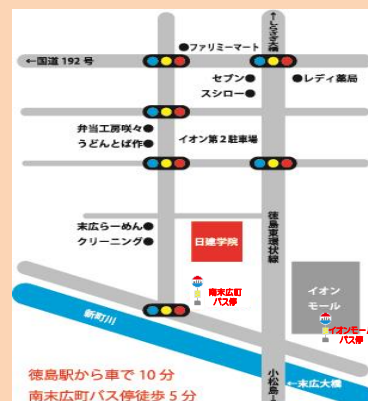 ←しらさぎ大橋
●ファミリーマート
←国道 192 号
セブン●
●レディ薬局
スシロー●
弁当工房咲々●
うどんとば作●
イオン第２駐車場
末広らーめん●
クリーニング●
日建学院
徳島東環状線
南末広町
バス停
イオン
モール
イオンモール
バス停
新町川
徳島駅から車で 10 分
南末広町バス停徒歩 5 分
小松島→
←末広大橋